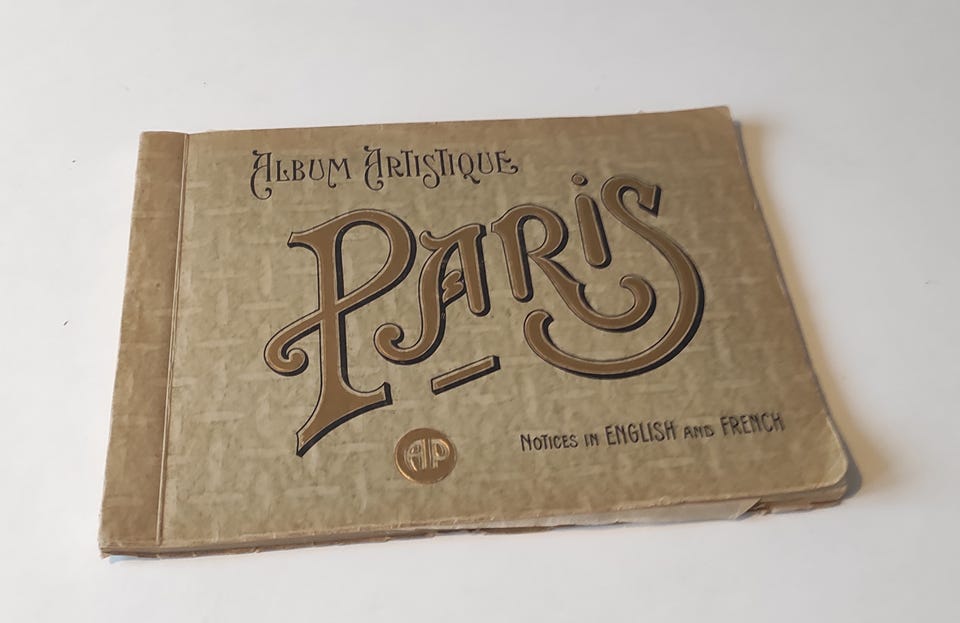 ALBUM ARTISTIQUE
PARiS
AP
NOTICES IN ENGLISH AND FRENCH